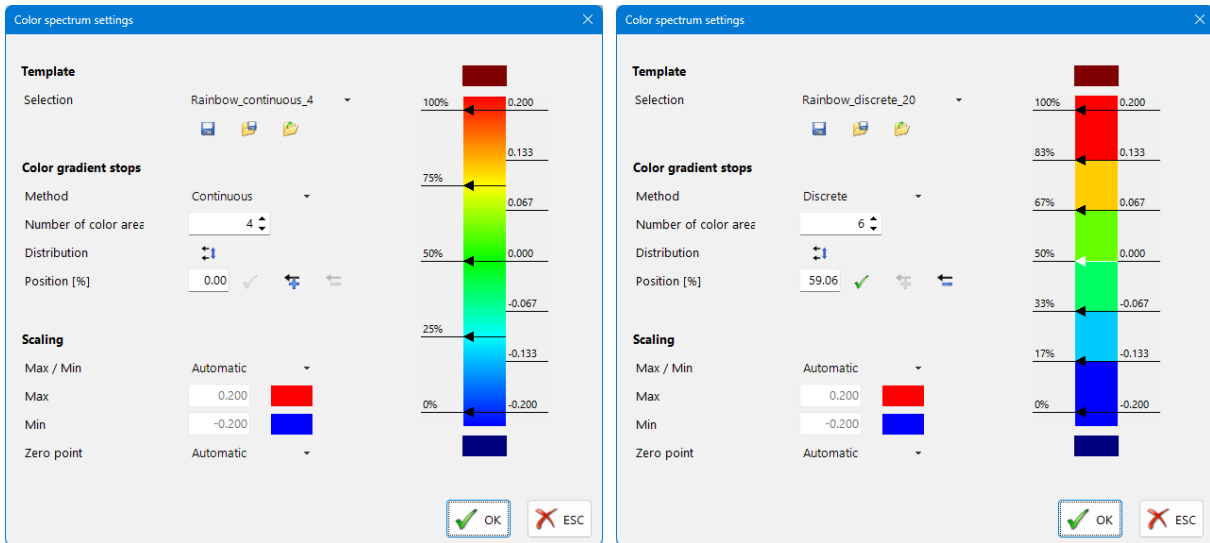 Color spectrum settings
Template
Selection Rainbow_continuous_4
Color gradient stops
Method Continuous
Number of color area 4
Distribution
Position [%] 0.00
Scaling
Max / Min Automatic
Max 0.200
Min -0.200
Zero point Automatic
100% 0.200
0.133
75%
0.067
50% 0.000
-0.067
25%
-0.133
0% -0.200
OK ESC
Color spectrum settings
Template
Selection Rainbow_discrete_20
Color gradient stops
Method Discrete
Number of color area 6
Distribution
Position [%] 59.06
Scaling
Max / Min Automatic
Max 0.200
Min -0.200
Zero point Automatic
100% 0.200
83% 0.133
67% 0.067
50% 0.000
33% -0.067
17% -0.133
0% -0.200
OK ESC